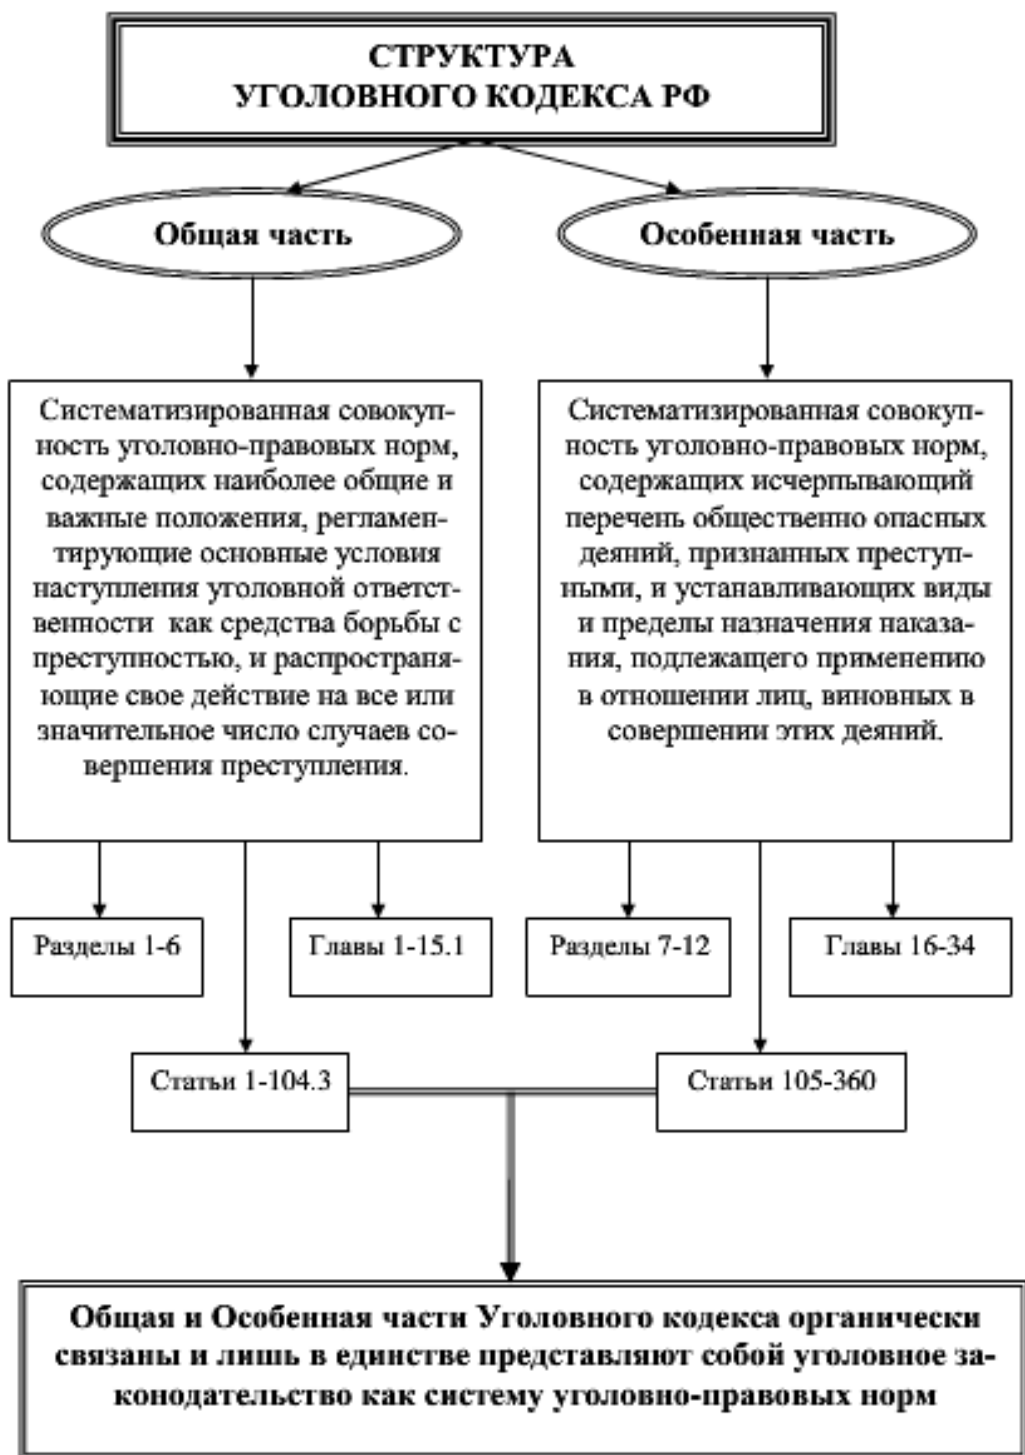 СТРУКТУРА
УГОЛОВНОГО КОДЕКСА РФ
Общая часть
Особенная часть
Систематизированная совокуп-
ность уголовно-правовых норм,
содержащих наиболее общие и
важные положения, регламен-
тирующие основные условия
наступления уголовной ответст-
венности как средства борьбы с
преступностью, и распространя-
ющие свое действие на все или
значительное число случаев со-
вершения преступления.
Систематизированная совокуп-
ность уголовно-правовых норм,
содержащих исчерпывающий
перечень общественно опасных
деяний, признанных преступ-
ными, и устанавливающих виды
и пределы назначения наказа-
ния, подлежащего применению
в отношении лиц, виновных в
совершении этих деяний.
Разделы 1-6
Главы 1-15.1
Разделы 7-12
Главы 16-34
Статьи 1-104.3
Статьи 105-360
Общая и Особенная части Уголовного кодекса органически
связаны и лишь в единстве представляют собой уголовное за-
конодательство как систему уголовно-правовых норм